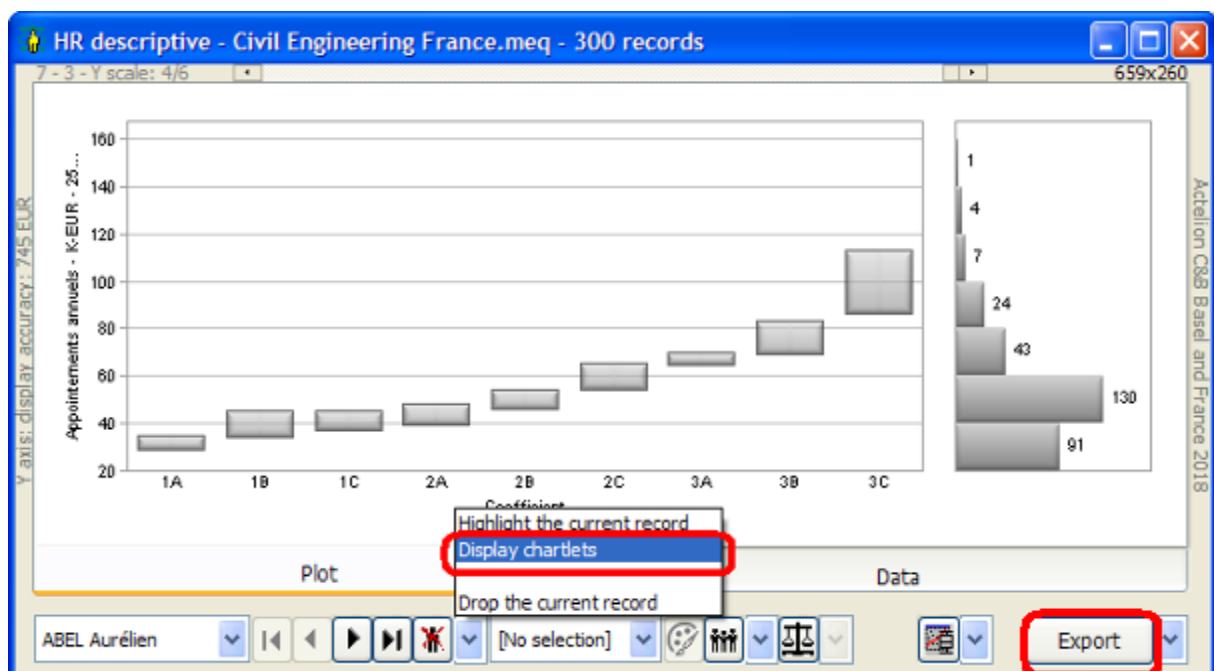 HR descriptive - Civil Engineering France.meq - 300 records
7 - 3 - Y scale: 4/6
659x260
Y axis: display accuracy: 745 EUR
Appointements annuels - K-EUR - 25...
160
140
120
100
80
60
40
20
1A 1B 1C 2A 2B 2C 3A 3B 3C
Coefficient
1
4
7
24
43
130
91
Actelion C&B Basel and France 2018
Highlight the current record
Display chartlets
Drop the current record
Plot
Data
ABEL Aurélien
[No selection]
Export